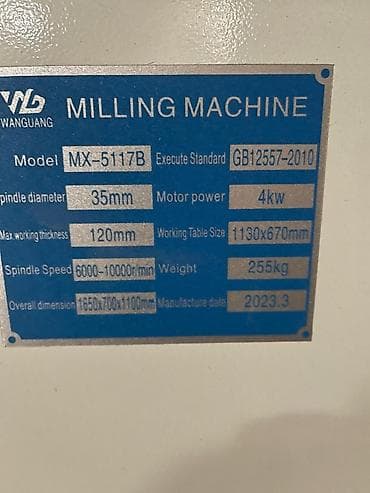 WANGUANG
MILLING MACHINE
Model MX-5117B Execute Standard GB12557-2010
pindle diameter 35mm Motor power 4kw
Max.working thickness 120mm Working Table Size 1130x670mm
Spindle Speed 6000-10000r/min Weight 255kg
Overall dimension 1650x700x1100mm Manufacture date 2023.3